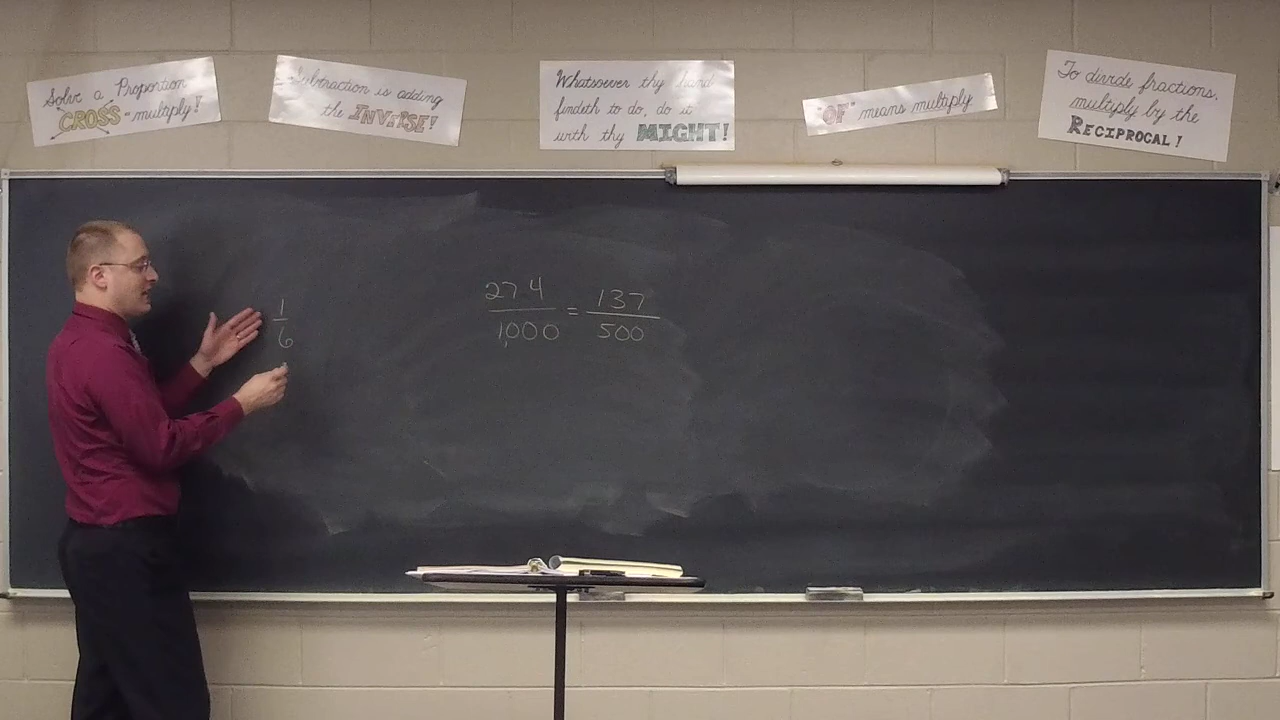 Solve a Proportion
CROSS-multiply!
Subtraction is adding
the INVERSE!
Whatsoever thy hand
findeth to do, do it
with thy MIGHT!
"OF" means multiply
To divide fractions,
multiply by the
RECIPROCAL!
1
6
274
1,000
=
137
500